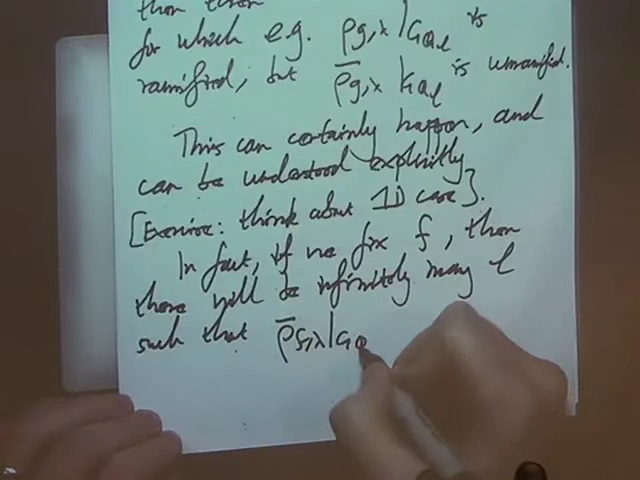 then there
for which e.g. ρg,λ|GQℓ is
ramified, but ρ̄g,λ |GQℓ is unramified.
This can certainly happen, and
can be understood explicitly
[Exercise: think about 1D case].
In fact, if we fix f, then
there will be infinitely many ℓ
such that ρ̄g,λ|GQ